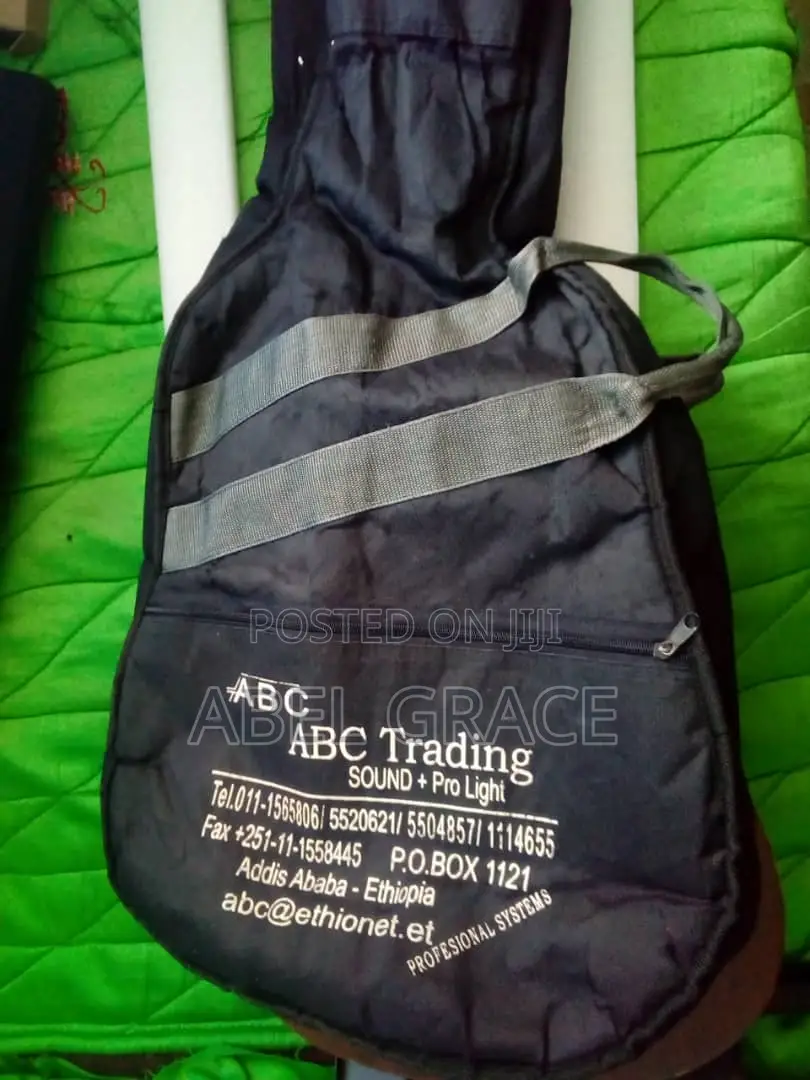 POSTED ON JIJI
ABEL GRACE
ABC
ABC Trading
SOUND + Pro Light
Tel.011-1565806/ 5520621/ 5504857/ 1114655
Fax +251-11-1558445 P.O.BOX 1121
Addis Ababa - Ethiopia
abc@ethionet.et
PROFESIONAL SYSTEMS